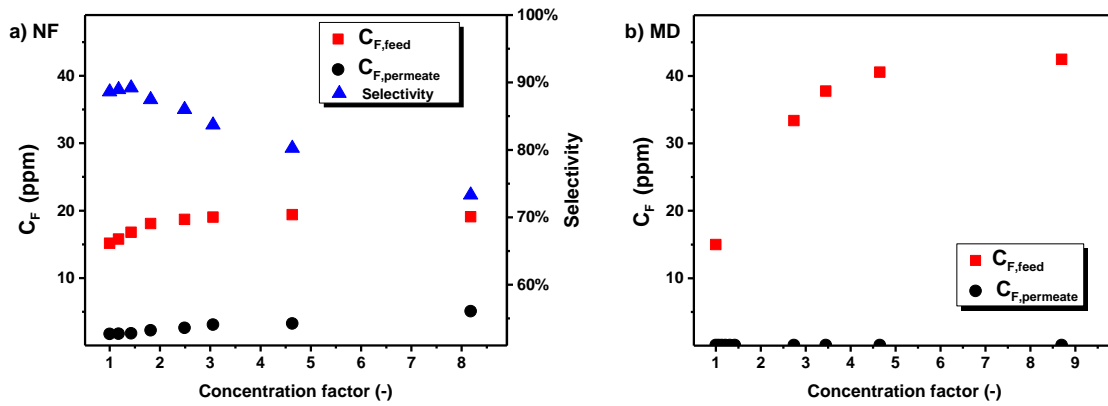 a) NF
C_F,feed
C_F,permeate
Selectivity
40
30
20
10
C_F (ppm)
100%
90%
80%
70%
60%
Selectivity
1 2 3 4 5 6 7 8
Concentration factor (-)
b) MD
40
30
20
10
C_F (ppm)
C_F,feed
C_F,permeate
1 2 3 4 5 6 7 8 9
Concentration factor (-)